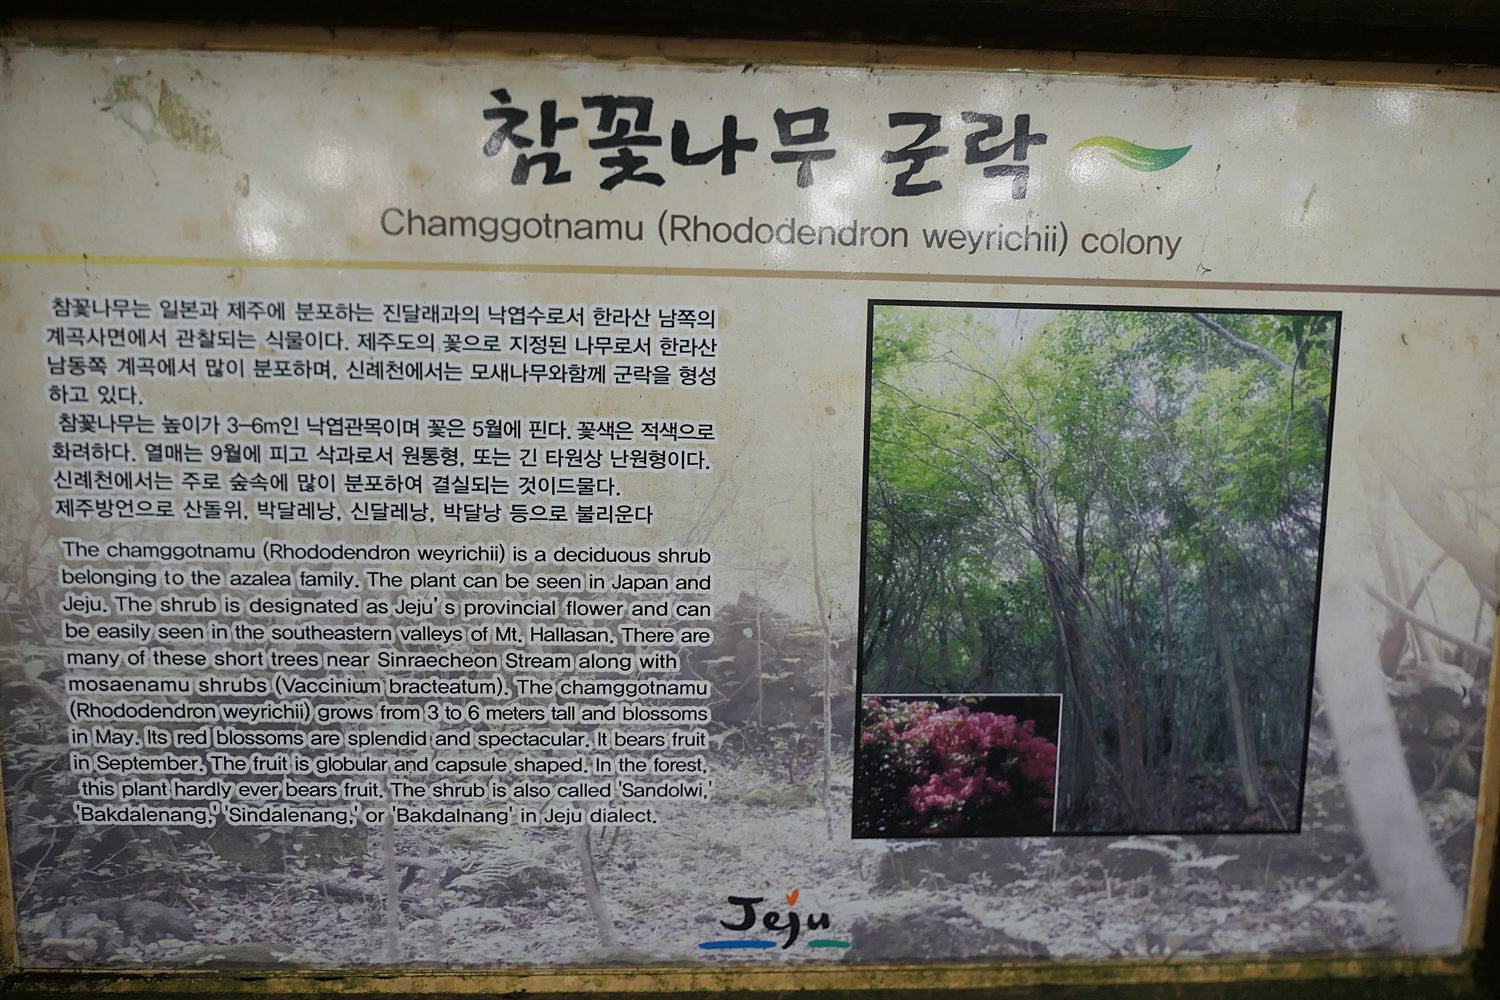 참꽃나무 군락
Chamggotnamu (Rhododendron weyrichii) colony
참꽃나무는 일본과 제주에 분포하는 진달래과의 낙엽수로서 한라산 남쪽의
계곡사면에서 관찰되는 식물이다. 제주도의 꽃으로 지정된 나무로서 한라산
남동쪽 계곡에서 많이 분포하며, 신례천에서는 모새나무와함께 군락을 형성
하고 있다.
참꽃나무는 높이가 3-6m인 낙엽관목이며 꽃은 5월에 핀다. 꽃색은 적색으로
화려하다. 열매는 9월에 피고 삭과로서 원통형, 또는 긴 타원상 난원형이다.
신례천에서는 주로 숲속에 많이 분포하여 결실되는 것이드물다.
제주방언으로 산돌위, 박달레낭, 신달레낭, 박달낭 등으로 불리운다
The chamggotnamu (Rhododendron weyrichii) is a deciduous shrub
belonging to the azalea family. The plant can be seen in Japan and
Jeju. The shrub is designated as Jeju's provincial flower and can
be easily seen in the southeastern valleys of Mt. Hallasan. There are
many of these short trees near Sinraecheon Stream along with
mosaenamu shrubs (Vaccinium bracteatum). The chamggotnamu
(Rhododendron weyrichii) grows from 3 to 6 meters tall and blossoms
in May. Its red blossoms are splendid and spectacular. It bears fruit
in September. The fruit is globular and capsule shaped. In the forest,
this plant hardly ever bears fruit. The shrub is also called 'Sandolwi,'
'Bakdalenang,' 'Sindalenang,' or 'Bakdalnang' in Jeju dialect.
Jeju